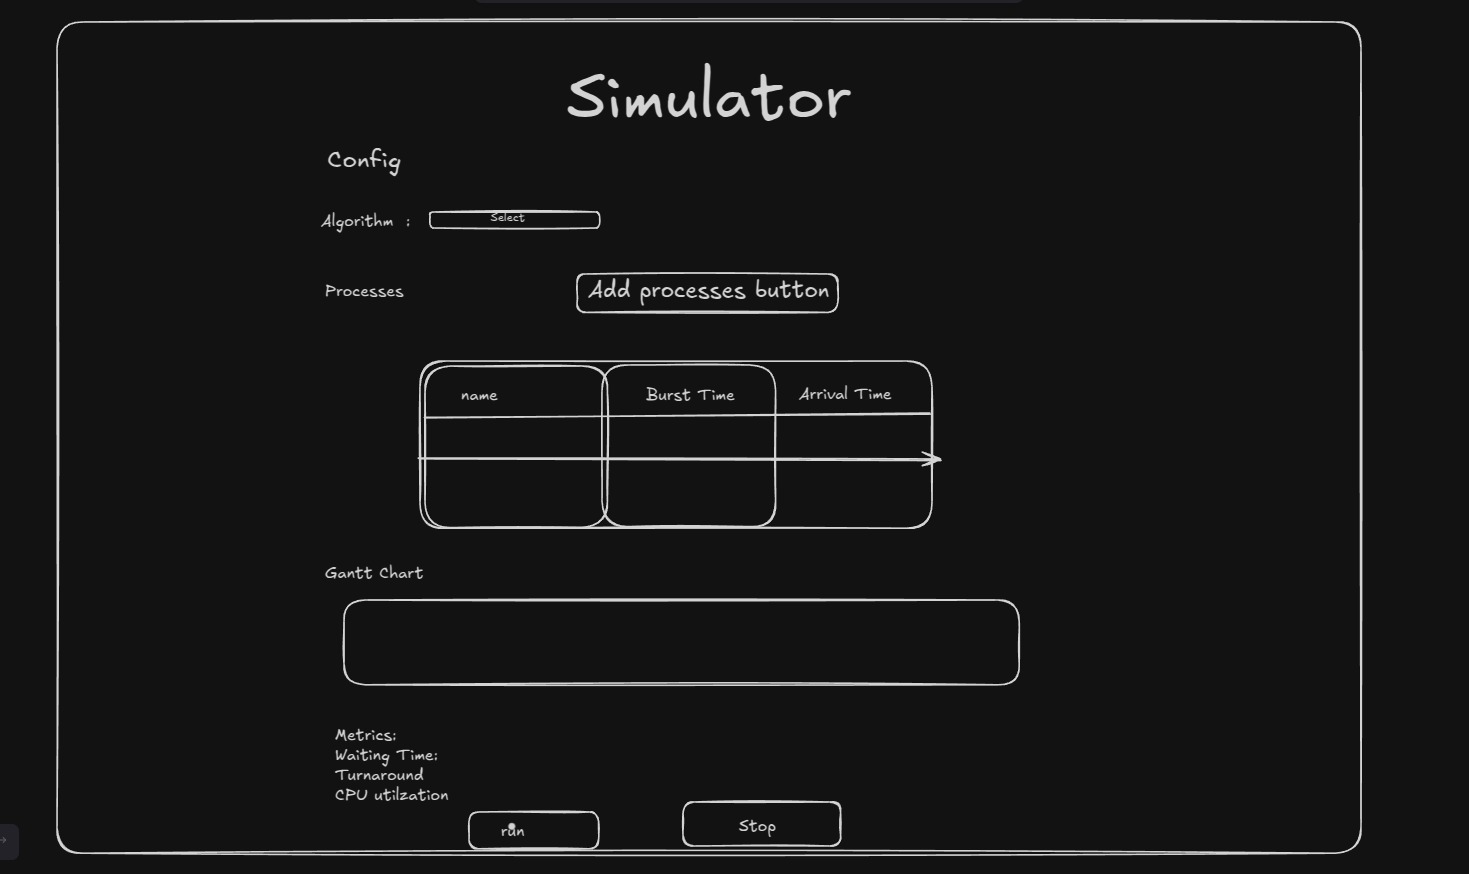 Simulator
Config
Algorithm : Select
Processes
Add processes button
name Burst Time Arrival Time
Gantt Chart
Metrics:
Waiting Time:
Turnaround
CPU utilzation
run
Stop